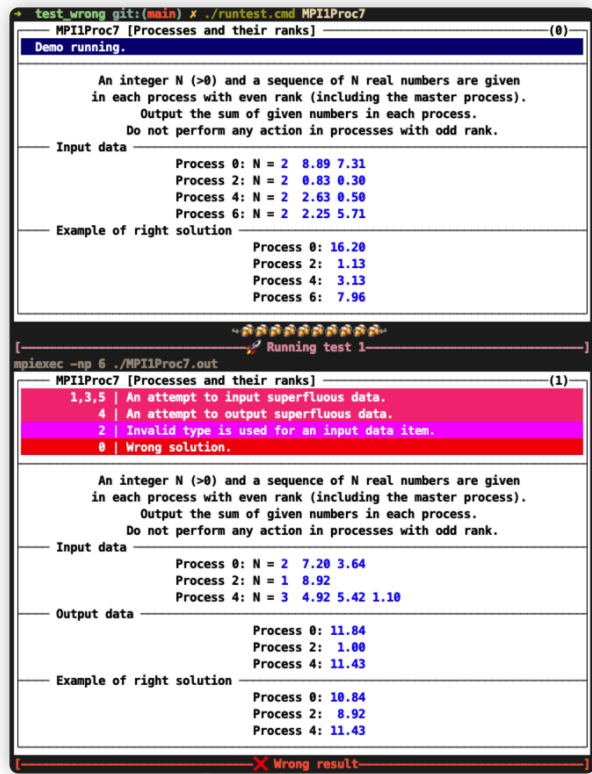 → test_wrong git:(main) ✗ ./runtest.cmd MPI1Proc7
MPI1Proc7 [Processes and their ranks] (0)
Demo running.
An integer N (>0) and a sequence of N real numbers are given
in each process with even rank (including the master process).
Output the sum of given numbers in each process.
Do not perform any action in processes with odd rank.
Input data
Process 0: N = 2 8.89 7.31
Process 2: N = 2 0.83 0.30
Process 4: N = 2 2.63 0.50
Process 6: N = 2 2.25 5.71
Example of right solution
Process 0: 16.20
Process 2: 1.13
Process 4: 3.13
Process 6: 7.96
[🚀 Running test 1]
mpiexec -np 6 ./MPI1Proc7.out
MPI1Proc7 [Processes and their ranks] (1)
1,3,5 | An attempt to input superfluous data.
4 | An attempt to output superfluous data.
2 | Invalid type is used for an input data item.
0 | Wrong solution.
An integer N (>0) and a sequence of N real numbers are given
in each process with even rank (including the master process).
Output the sum of given numbers in each process.
Do not perform any action in processes with odd rank.
Input data
Process 0: N = 2 7.20 3.64
Process 2: N = 1 8.92
Process 4: N = 3 4.92 5.42 1.10
Output data
Process 0: 11.84
Process 2: 1.00
Process 4: 11.43
Example of right solution
Process 0: 10.84
Process 2: 8.92
Process 4: 11.43
[❌ Wrong result]